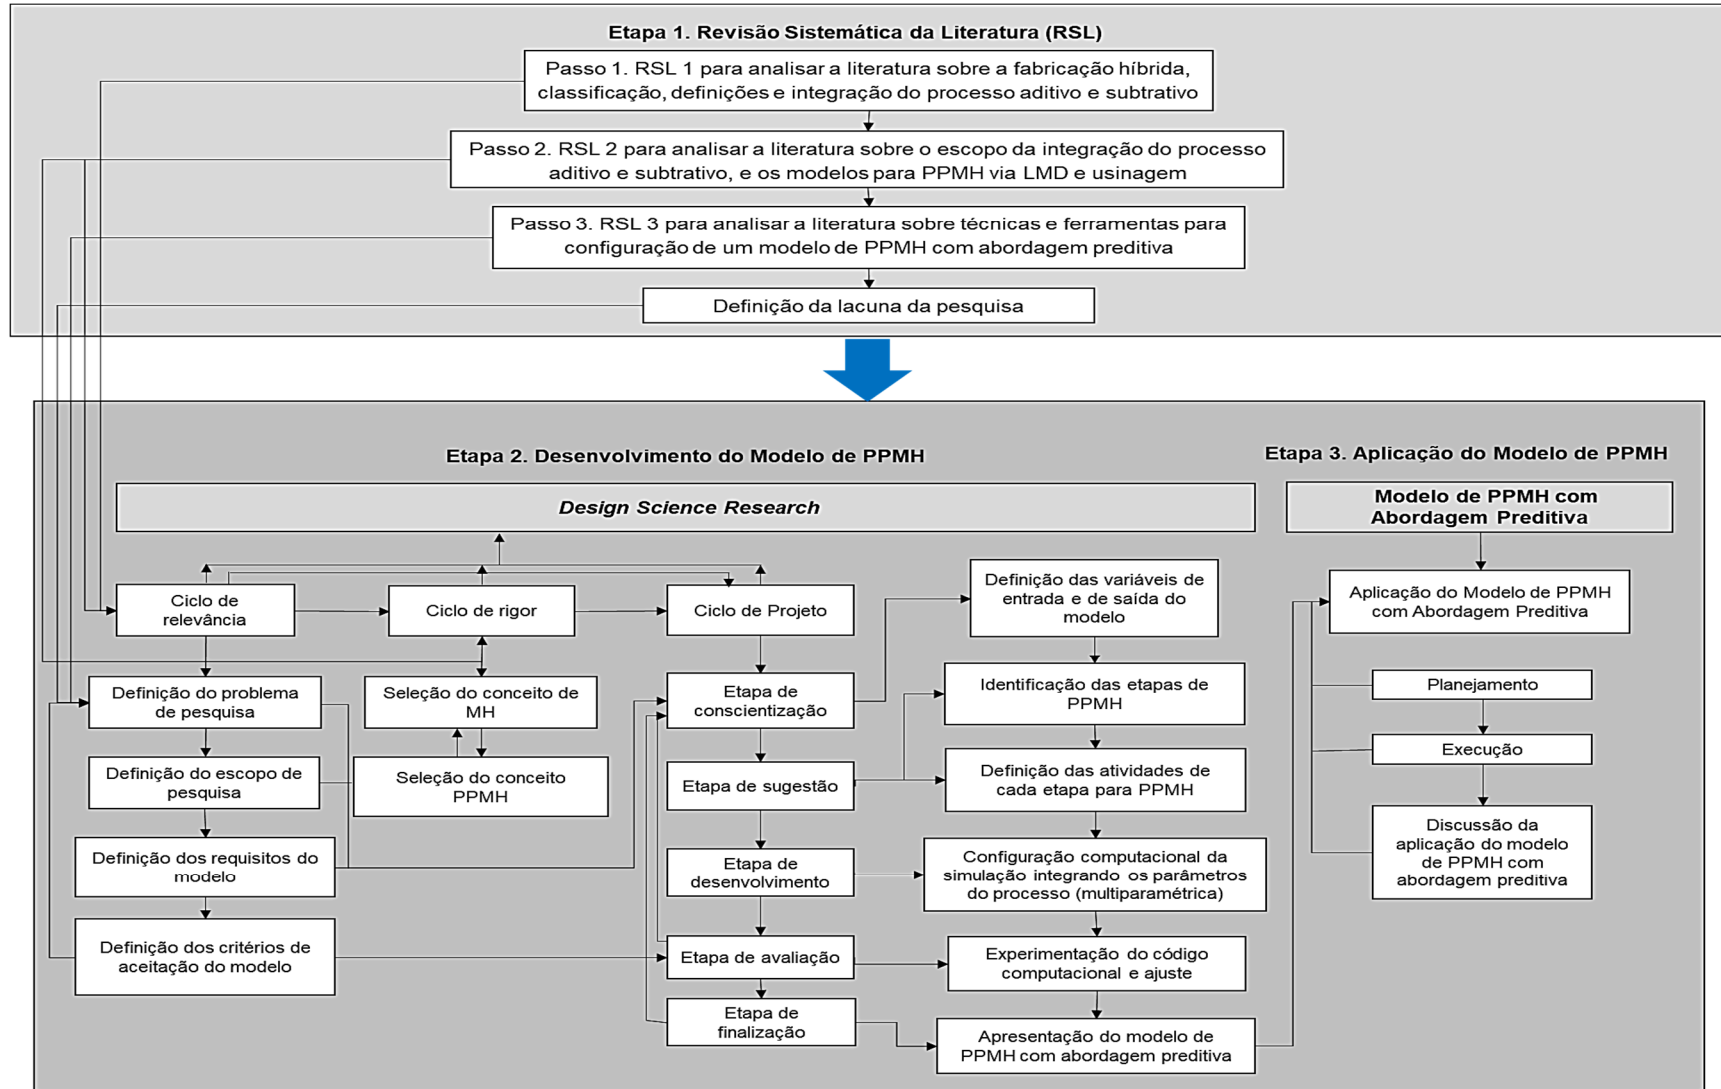 Etapa 1. Revisão Sistemática da Literatura (RSL)
Passo 1. RSL 1 para analisar a literatura sobre a fabricação híbrida,
classificação, definições e integração do processo aditivo e subtrativo
Passo 2. RSL 2 para analisar a literatura sobre o escopo da integração do processo
aditivo e subtrativo, e os modelos para PPMH via LMD e usinagem
Passo 3. RSL 3 para analisar a literatura sobre técnicas e ferramentas para
configuração de um modelo de PPMH com abordagem preditiva
Definição da lacuna da pesquisa
Etapa 2. Desenvolvimento do Modelo de PPMH
Design Science Research
Ciclo de
relevância
Ciclo de rigor
Ciclo de Projeto
Definição do problema
de pesquisa
Definição do escopo de
pesquisa
Definição dos requisitos do
modelo
Definição dos critérios de
aceitação do modelo
Seleção do conceito de
MH
Seleção do conceito
PPMH
Etapa de
conscientização
Etapa de sugestão
Etapa de
desenvolvimento
Etapa de avaliação
Etapa de
finalização
Definição das variáveis de
entrada e de saída do
modelo
Identificação das etapas de
PPMH
Definição das atividades de
cada etapa para PPMH
Configuração computacional da
simulação integrando os parâmetros
do processo (multiparamétrica)
Experimentação do código
computacional e ajuste
Apresentação do modelo de
PPMH com abordagem preditiva
Etapa 3. Aplicação do Modelo de PPMH
Modelo de PPMH com
Abordagem Preditiva
Aplicação do Modelo de PPMH
com Abordagem Preditiva
Planejamento
Execução
Discussão da
aplicação do modelo
de PPMH com
abordagem preditiva